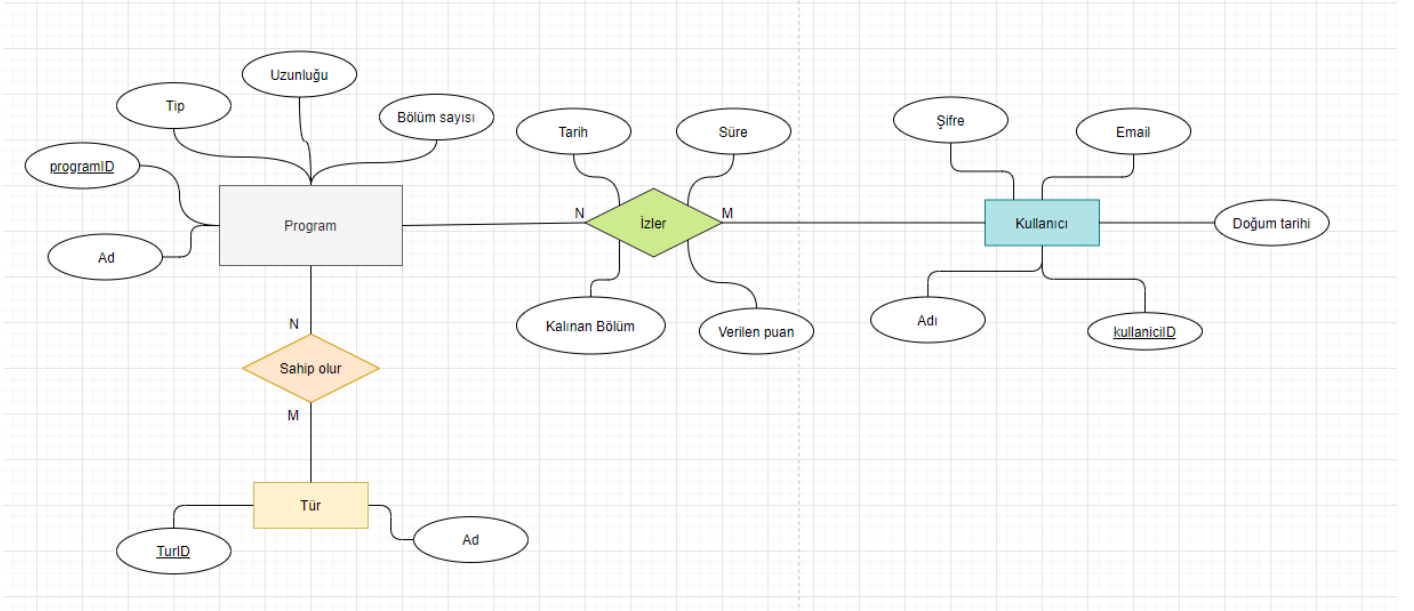 Uzunluğu
Tip
Bölüm sayısı
programID
Ad
Program
Tarih
Süre
N
İzler
M
Kalınan Bölüm
Verilen puan
Şifre
Email
Kullanıcı
Doğum tarihi
Adı
kullaniciID
N
Sahip olur
M
Tür
TurID
Ad